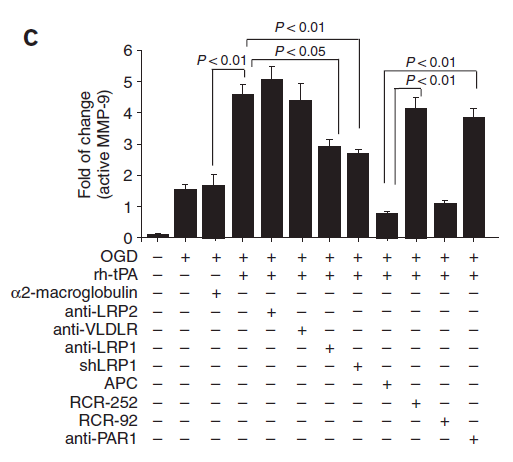 C
P < 0.01
P < 0.05
P < 0.01
P < 0.01
P < 0.01
Fold of change
(active MMP-9)
6
5
4
3
2
1
0
OGD − + + + + + + + + + + +
rh-tPA − − − + + + + + + + + +
α2-macroglobulin − − + − − − − − − − − −
anti-LRP2 − − − − + − − − − − − −
anti-VLDLR − − − − − + − − − − − −
anti-LRP1 − − − − − − + − − − − −
shLRP1 − − − − − − − + − − − −
APC − − − − − − − − + − − −
RCR-252 − − − − − − − − − + − −
RCR-92 − − − − − − − − − − + −
anti-PAR1 − − − − − − − − − − − +